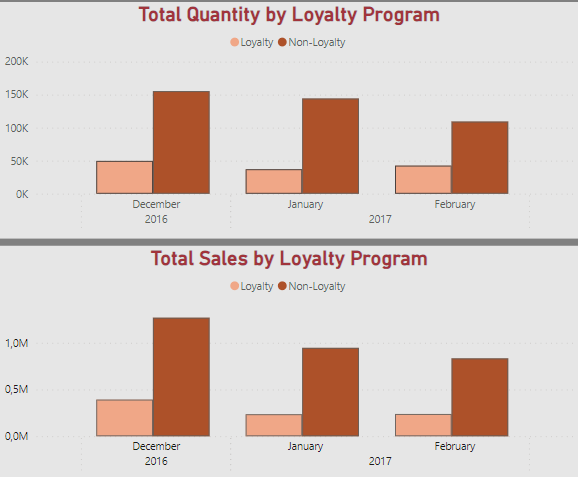 Total Quantity by Loyalty Program
Loyalty Non-Loyalty
200K
150K
100K
50K
0K
December January February
2016 2017
Total Sales by Loyalty Program
Loyalty Non-Loyalty
1,0M
0,5M
0,0M
December January February
2016 2017